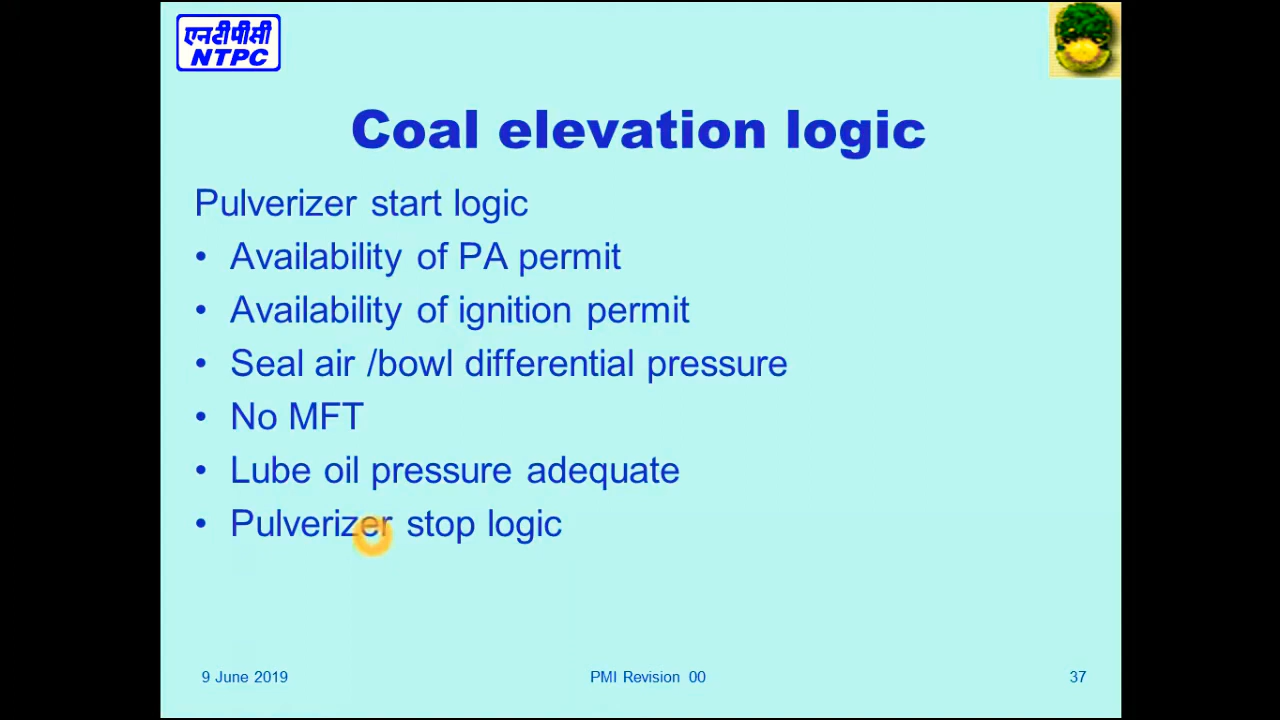 एनटीपीसी
NTPC
Coal elevation logic
Pulverizer start logic
• Availability of PA permit
• Availability of ignition permit
• Seal air /bowl differential pressure
• No MFT
• Lube oil pressure adequate
• Pulverizer stop logic
9 June 2019 PMI Revision 00 37